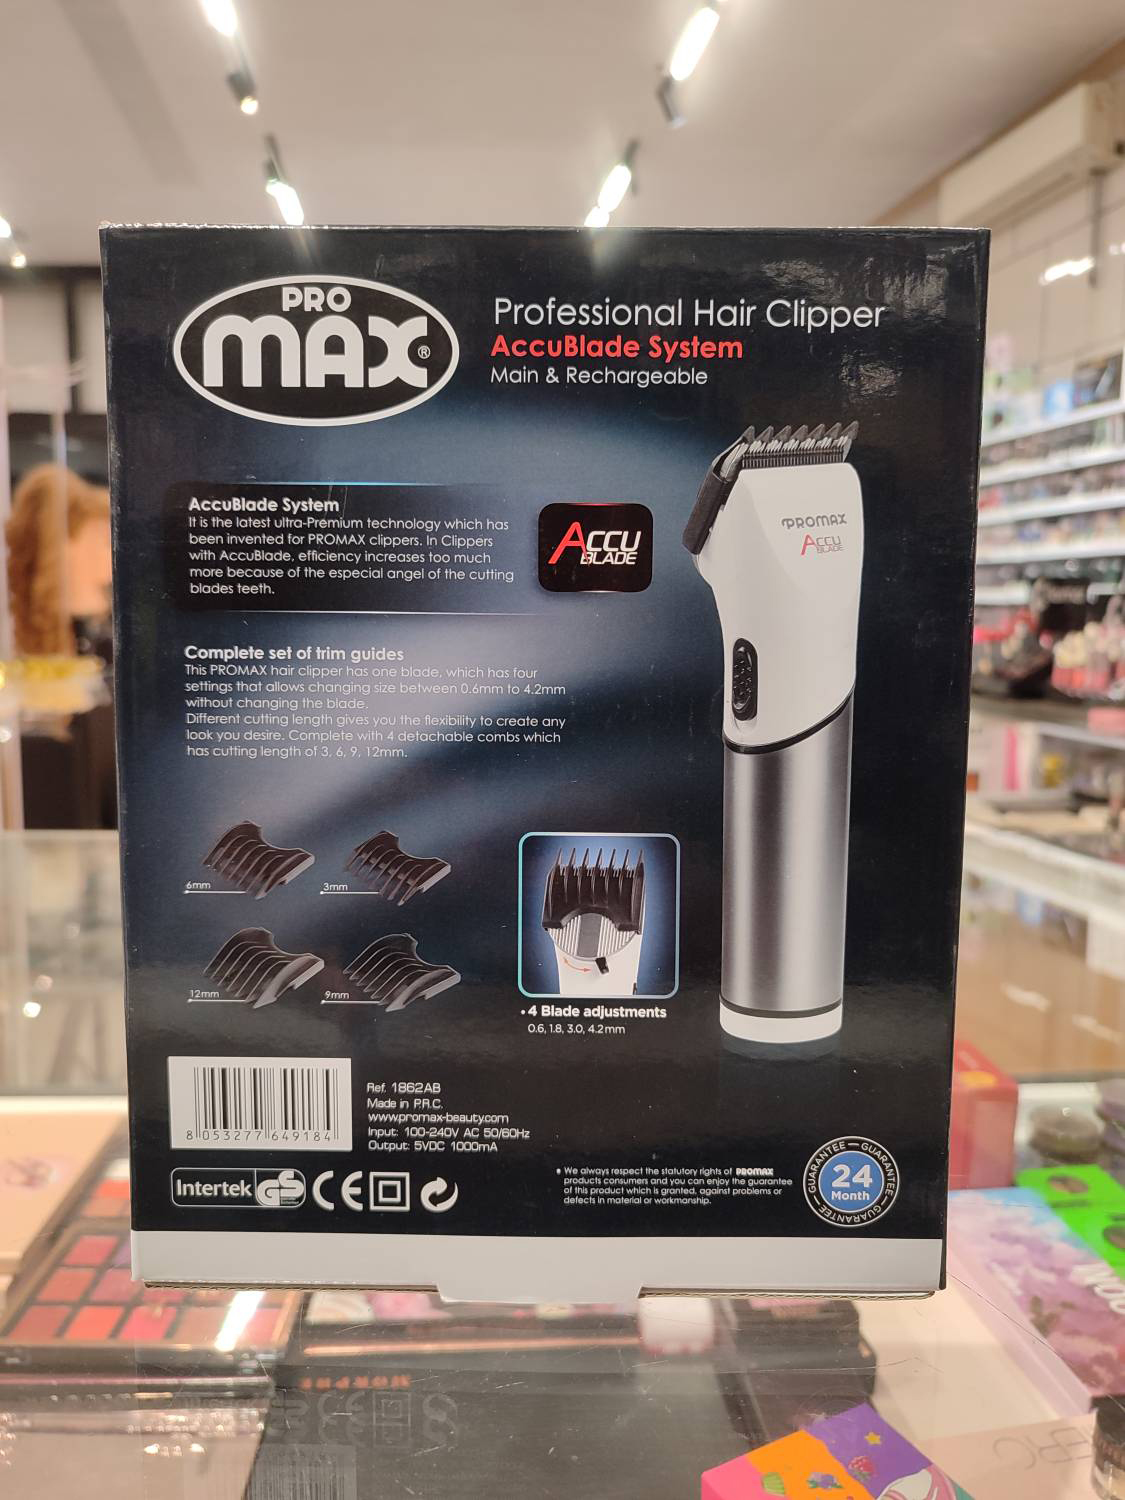 PRO
MAX®
Professional Hair Clipper
AccuBlade System
Main & Rechargeable
AccuBlade System
It is the latest ultra-Premium technology which has
been invented for PROMAX clippers. In Clippers
with AccuBlade, efficiency increases too much
more because of the especial angel of the cutting
blades teeth.
ACCU
BLADE
PROMAX
ACCU
BLADE
Complete set of trim guides
This PROMAX hair clipper has one blade, which has four
settings that allows changing size between 0.6mm to 4.2mm
without changing the blade.
Different cutting length gives you the flexibility to create any
look you desire. Complete with 4 detachable combs which
has cutting length of 3, 6, 9, 12mm.
6mm
3mm
12mm
9mm
• 4 Blade adjustments
0.6, 1.8, 3.0, 4.2mm
8 053277 649184
Ref. 1862AB
Made in P.R.C.
www.promax-beauty.com
Input: 100-240V AC 50/60Hz
Output: 5VDC 1000mA
Intertek GS CE
• We always respect the statutory rights of PROMAX
products consumers and you can enjoy the guarantee
of this product which is granted, against problems or
defects in material or workmanship.
GUARANTEE GUARANTEE GUARANTEE
24
Month